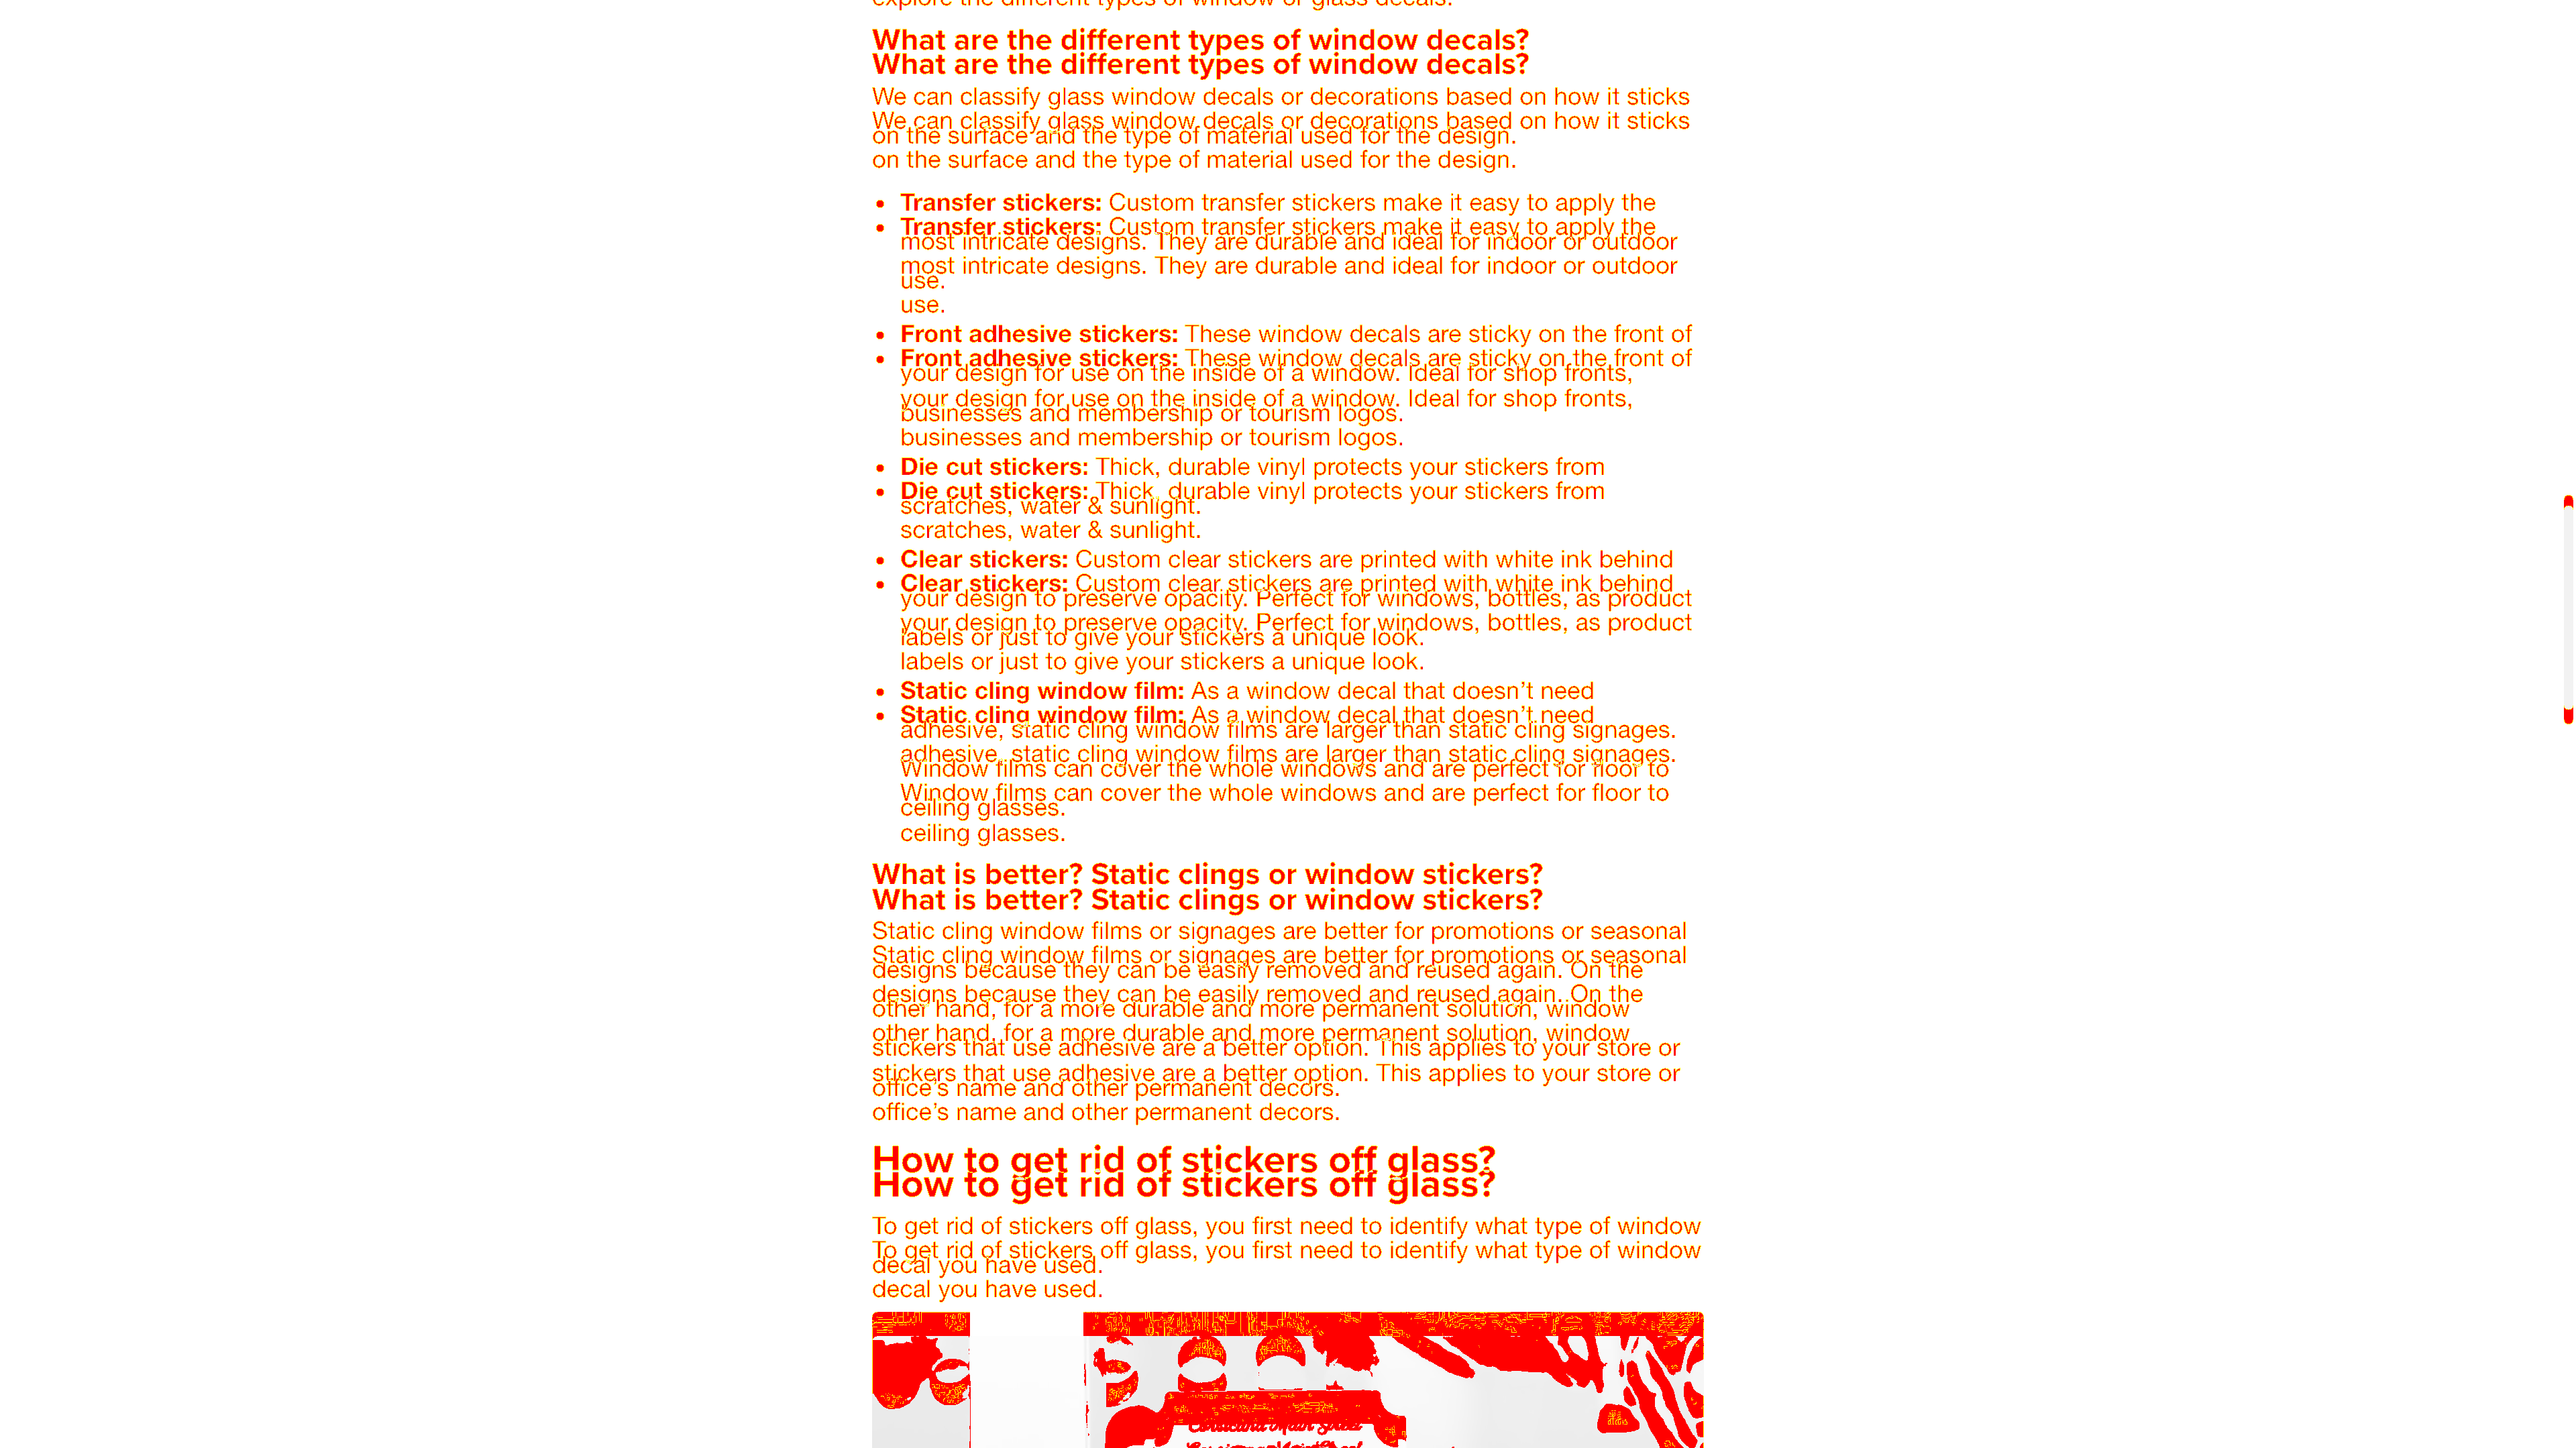 explore the different types of window or glass decals.
What are the different types of window decals?
What are the different types of window decals?
We can classify glass window decals or decorations based on how it sticks
We can classify glass window decals or decorations based on how it sticks
on the surface and the type of material used for the design.
on the surface and the type of material used for the design.
• Transfer stickers: Custom transfer stickers make it easy to apply the
• Transfer stickers: Custom transfer stickers make it easy to apply the
most intricate designs. They are durable and ideal for indoor or outdoor
most intricate designs. They are durable and ideal for indoor or outdoor
use.
use.
• Front adhesive stickers: These window decals are sticky on the front of
• Front adhesive stickers: These window decals are sticky on the front of
your design for use on the inside of a window. Ideal for shop fronts,
your design for use on the inside of a window. Ideal for shop fronts,
businesses and membership or tourism logos.
businesses and membership or tourism logos.
• Die cut stickers: Thick, durable vinyl protects your stickers from
• Die cut stickers: Thick, durable vinyl protects your stickers from
scratches, water & sunlight.
scratches, water & sunlight.
• Clear stickers: Custom clear stickers are printed with white ink behind
• Clear stickers: Custom clear stickers are printed with white ink behind
your design to preserve opacity. Perfect for windows, bottles, as product
your design to preserve opacity. Perfect for windows, bottles, as product
labels or just to give your stickers a unique look.
labels or just to give your stickers a unique look.
• Static cling window film: As a window decal that doesn’t need
• Static cling window film: As a window decal that doesn’t need
adhesive, static cling window films are larger than static cling signages.
adhesive, static cling window films are larger than static cling signages.
Window films can cover the whole windows and are perfect for floor to
Window films can cover the whole windows and are perfect for floor to
ceiling glasses.
ceiling glasses.
What is better? Static clings or window stickers?
What is better? Static clings or window stickers?
Static cling window films or signages are better for promotions or seasonal
Static cling window films or signages are better for promotions or seasonal
designs because they can be easily removed and reused again. On the
designs because they can be easily removed and reused again. On the
other hand, for a more durable and more permanent solution, window
other hand, for a more durable and more permanent solution, window
stickers that use adhesive are a better option. This applies to your store or
stickers that use adhesive are a better option. This applies to your store or
office’s name and other permanent decors.
office’s name and other permanent decors.
How to get rid of stickers off glass?
How to get rid of stickers off glass?
To get rid of stickers off glass, you first need to identify what type of window
To get rid of stickers off glass, you first need to identify what type of window
decal you have used.
decal you have used.